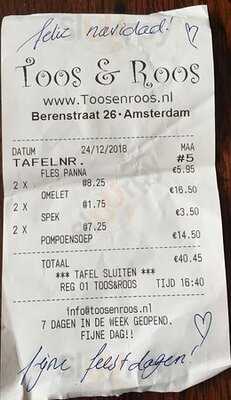 feliz navidad!
Toos & Roos
www.Toosenroos.nl
Berenstraat 26·Amsterdam
DATUM 24/12/2018 MAA
TAFELNR. #5
FLES PANNA €5.95
2 X @8.25
OMELET €16.50
2 X @1.75
SPEK €3.50
2 X @7.25
POMPOENSOEP €14.50
TOTAAL €40.45
*** TAFEL SLUITEN ***
REG 01 TOOS&ROOS TIJD 16:40
info@toosenroos.nl
7 DAGEN IN DE WEEK GEOPEND.
FIJNE DAG!!
fijne feestdagen!